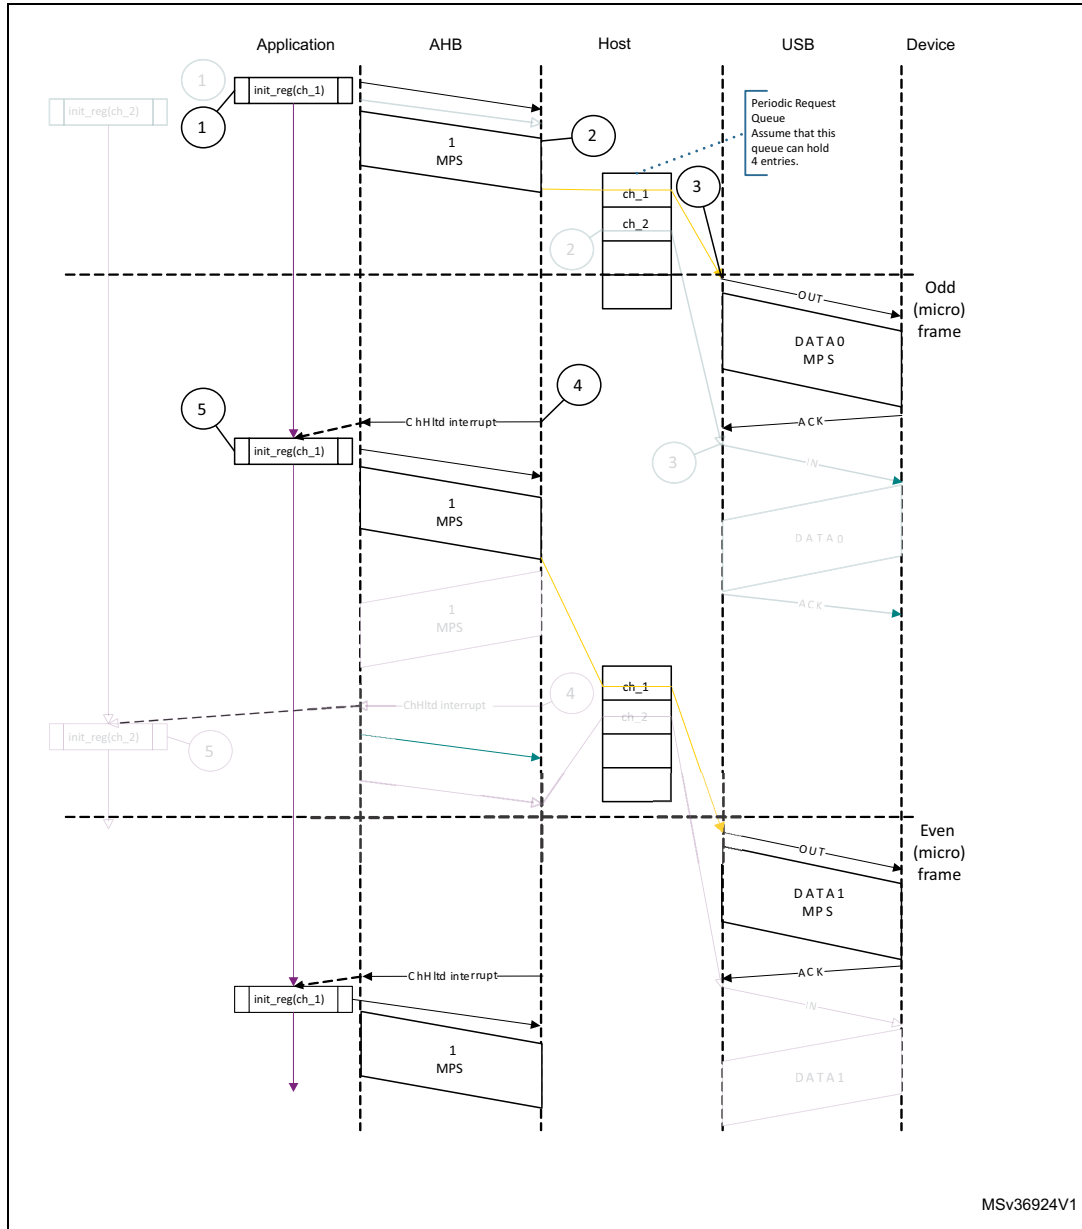 Application
AHB
Host
USB
Device
1
init_reg(ch_1)
init_reg(ch_2)
1
Periodic Request
Queue
Assume that this
queue can hold
4 entries.
1
MPS
2
3
ch_1
ch_2
2
Odd
(micro)
frame
OUT
DATA0
MPS
5
4
ChHltd interrupt
ACK
init_reg(ch_1)
3
IN
1
MPS
DATA0
1
MPS
ACK
ch_1
4
ChHltd interrupt
ch_2
init_reg(ch_2)
5
Even
(micro)
frame
OUT
DATA1
MPS
ChHltd interrupt
ACK
init_reg(ch_1)
IN
1
MPS
DATA1
MSv36924V1